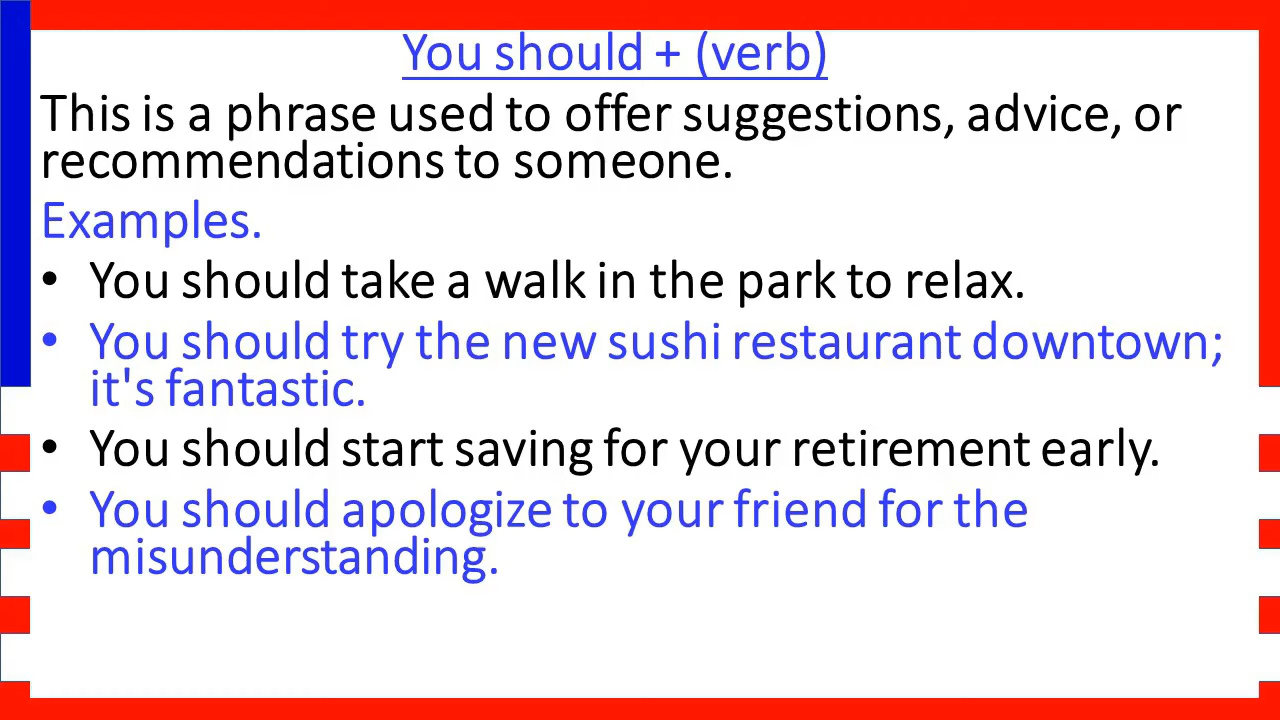 You should + (verb)
This is a phrase used to offer suggestions, advice, or
recommendations to someone.
Examples.
• You should take a walk in the park to relax.
• You should try the new sushi restaurant downtown;
it's fantastic.
• You should start saving for your retirement early.
• You should apologize to your friend for the
misunderstanding.